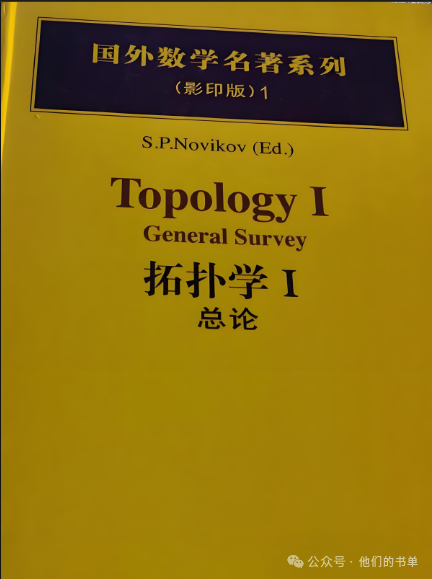 国外数学名著系列
(影印版)1
S.P.Novikov (Ed.)
Topology I
General Survey
拓扑学 I
总论
公众号 · 他们的书单